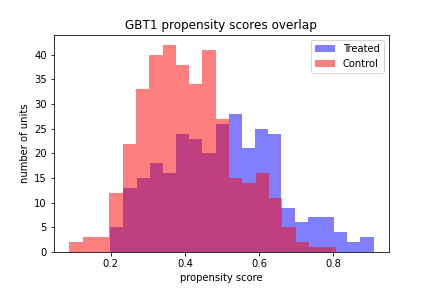 GBT1 propensity scores overlap
Treated
Control
number of units
40
35
30
25
20
15
10
5
0
0.2 0.4 0.6 0.8
propensity score